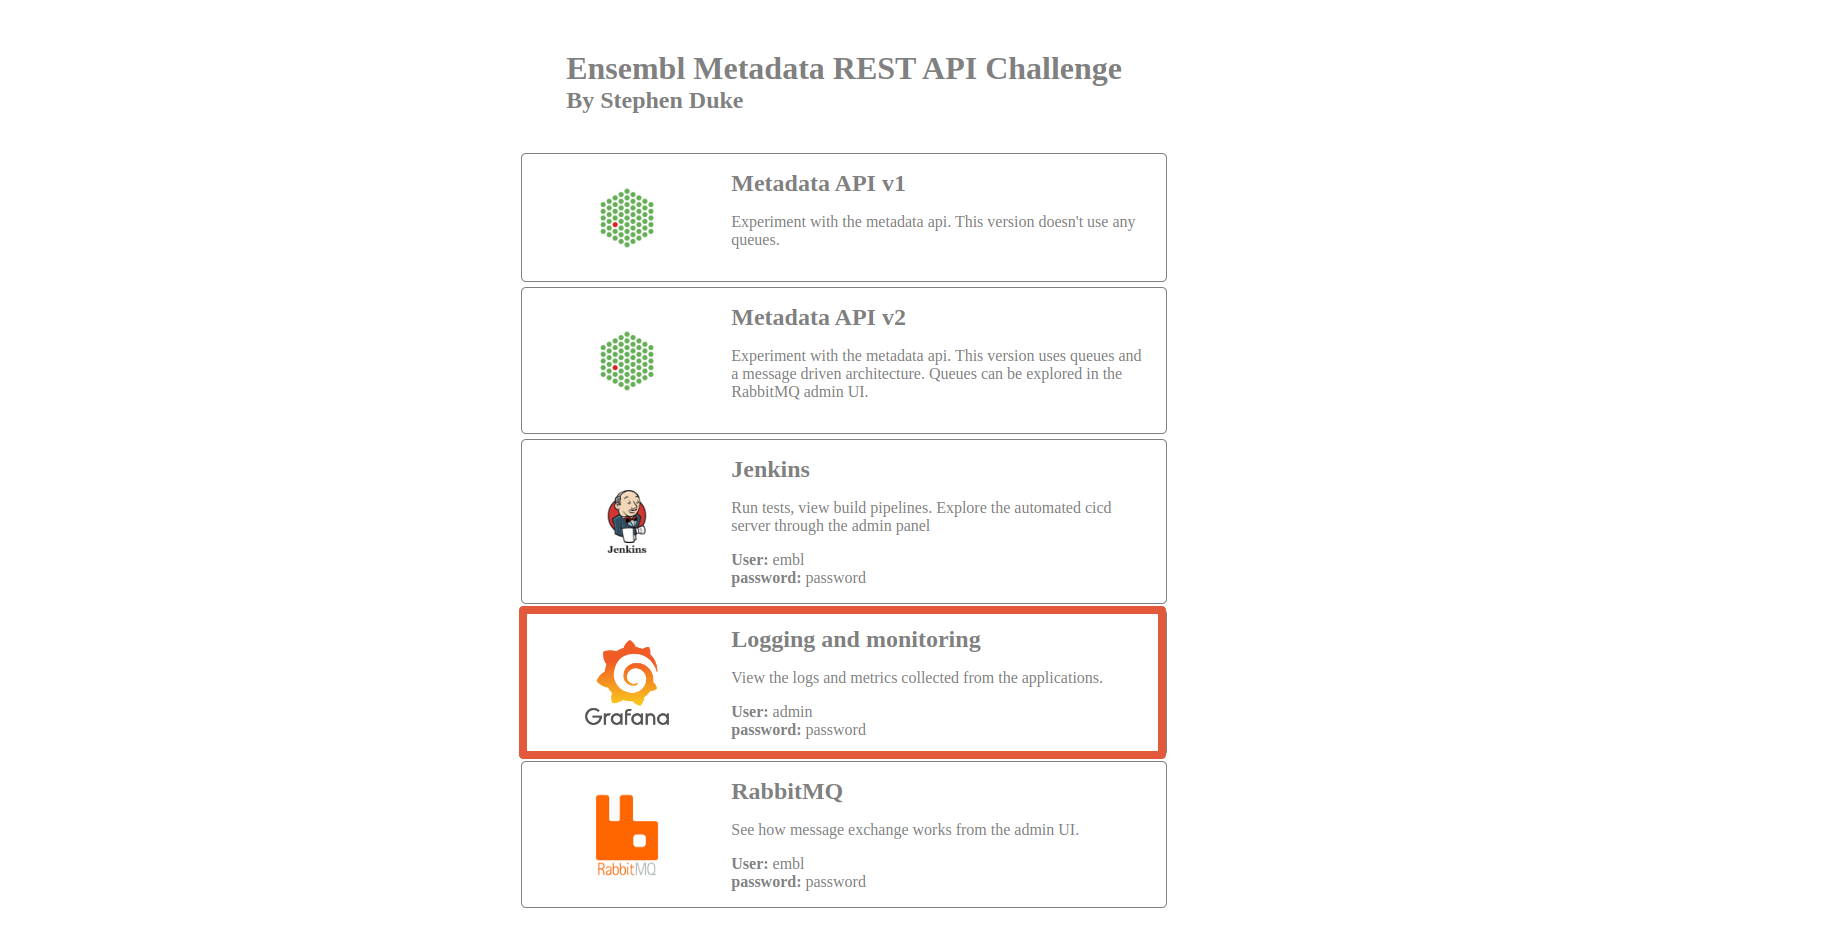 Ensembl Metadata REST API Challenge
By Stephen Duke
Metadata API v1
Experiment with the metadata api. This version doesn't use any
queues.
Metadata API v2
Experiment with the metadata api. This version uses queues and
a message driven architecture. Queues can be explored in the
RabbitMQ admin UI.
Jenkins
Jenkins
Run tests, view build pipelines. Explore the automated cicd
server through the admin panel
User: embl
password: password
Grafana
Logging and monitoring
View the logs and metrics collected from the applications.
User: admin
password: password
RabbitMQ
RabbitMQ
See how message exchange works from the admin UI.
User: embl
password: password